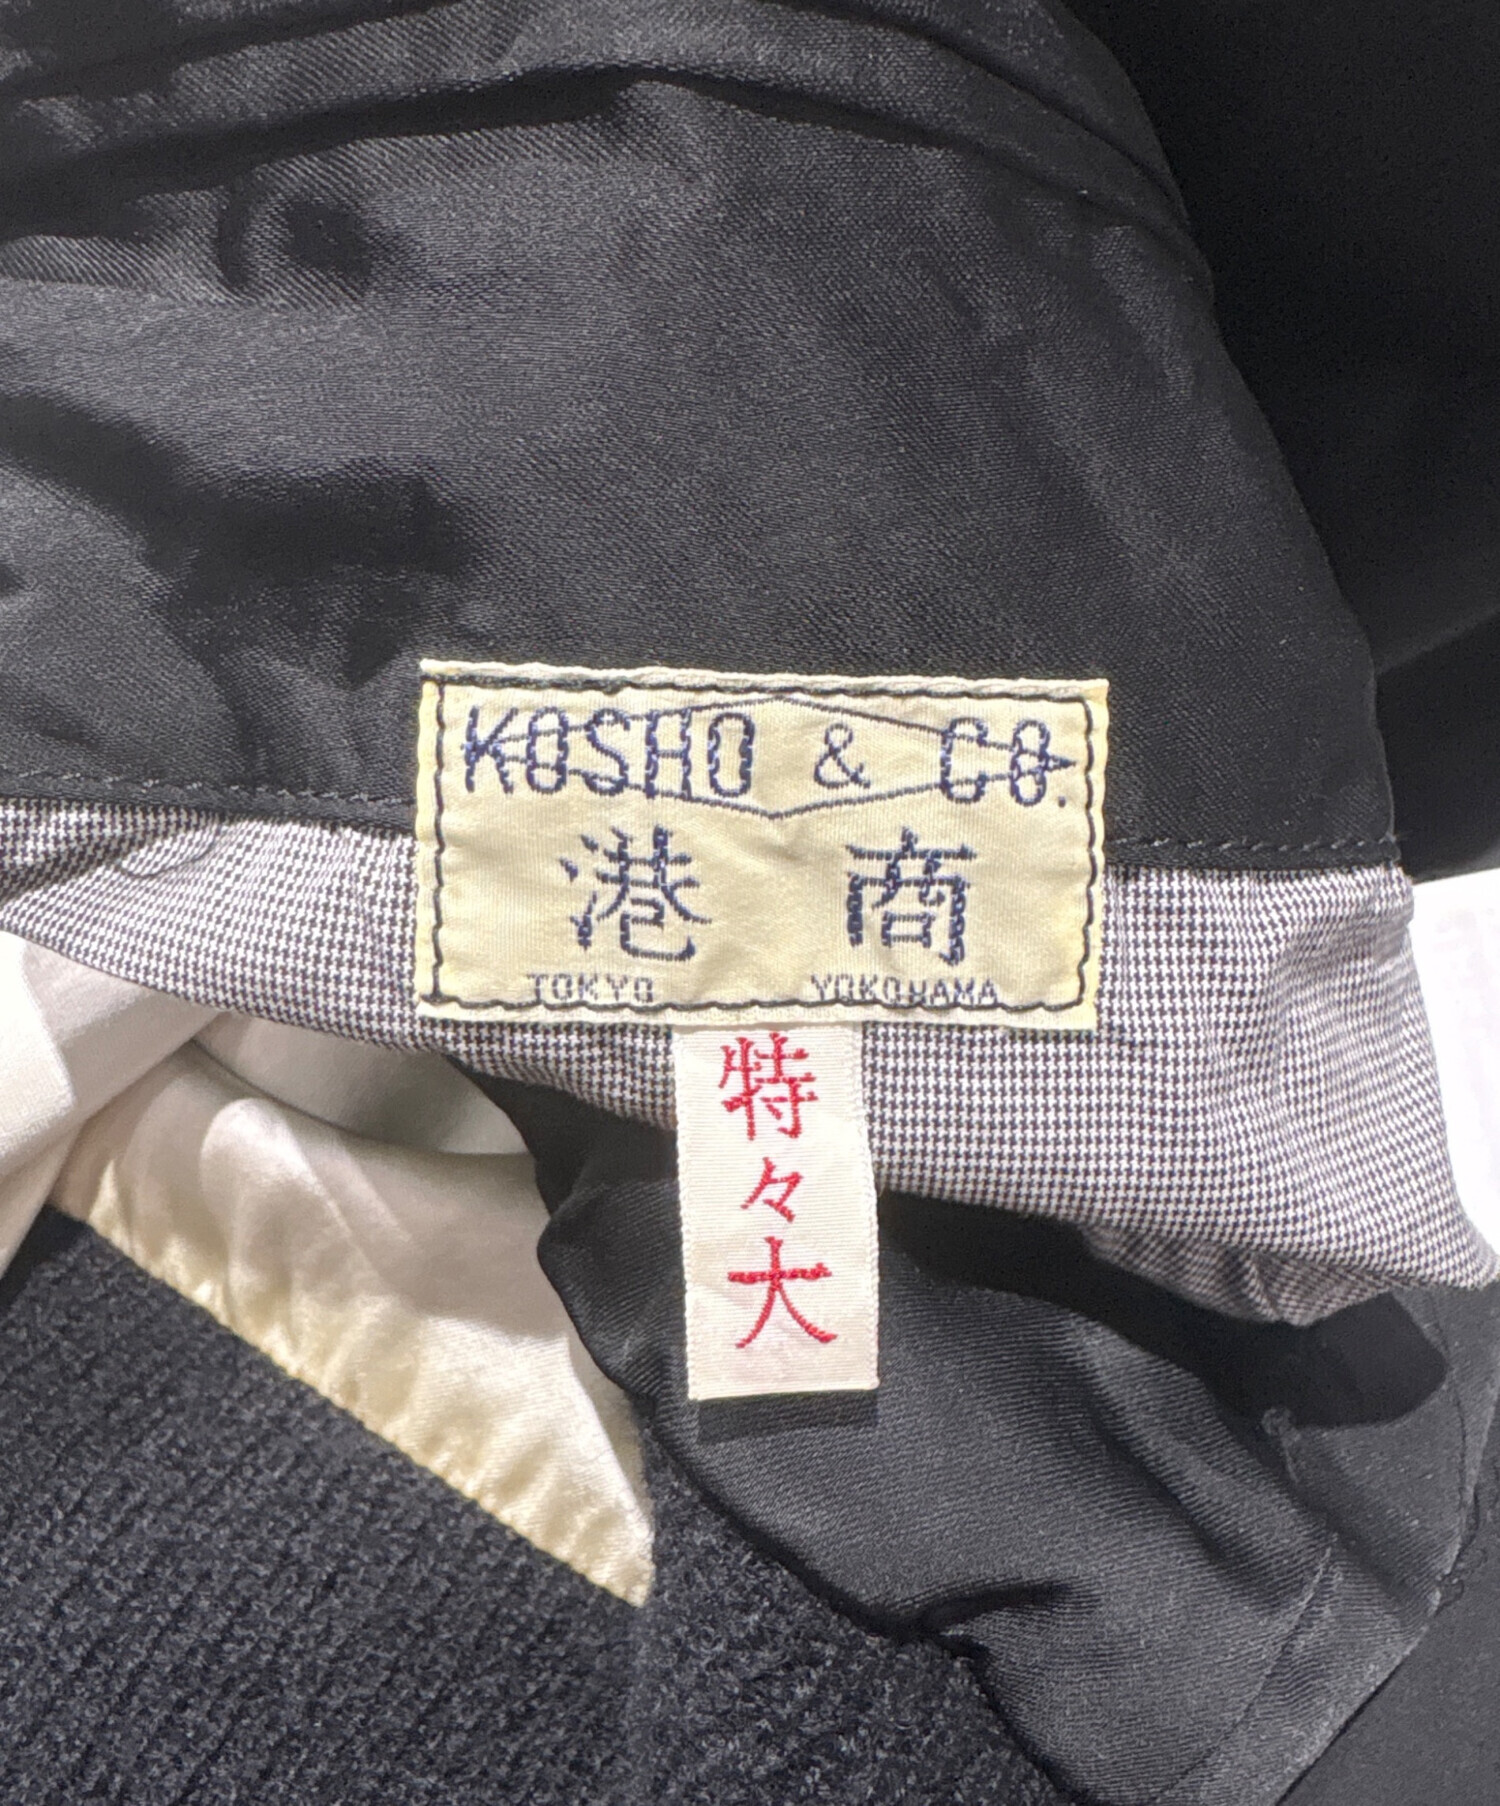 KOSHO & CO.
港商
TOKYO YOKOHAMA
特々大